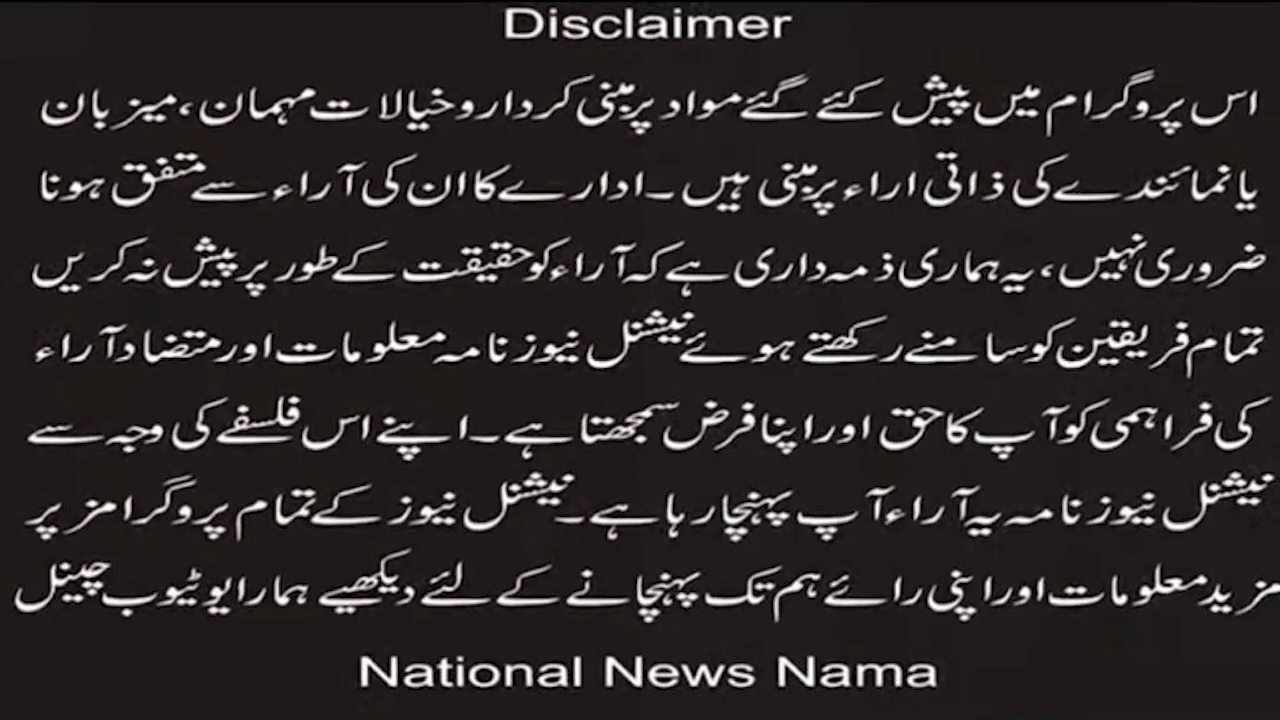 Disclaimer
اس پروگرام میں پیش کئے گئے مواد پر مبنی کردار و خیالات مہمان، میزبان
یا نمائندے کی ذاتی اراء پر مبنی ہیں۔ ادارے کا ان کی آراء سے متفق ہونا
ضروری نہیں، یہ ہماری ذمہ داری ہے کہ آراء کو حقیقت کے طور پر پیش نہ کریں
تمام فریقین کو سامنے رکھتے ہوئے نیشنل نیوز نامہ معلومات اور متضاد آراء
کی فراہمی کو آپ کا حق اور اپنا فرض سمجھتا ہے۔ اپنے اس فلسفے کی وجہ سے
نیشنل نیوز نامہ یہ آراء آپ پہنچا رہا ہے۔ نیشنل نیوز کے تمام پروگرامز پر
مزید معلومات اور اپنی رائے ہم تک پہنچانے کے لئے دیکھیے ہمارا یوٹیوب چینل
National News Nama